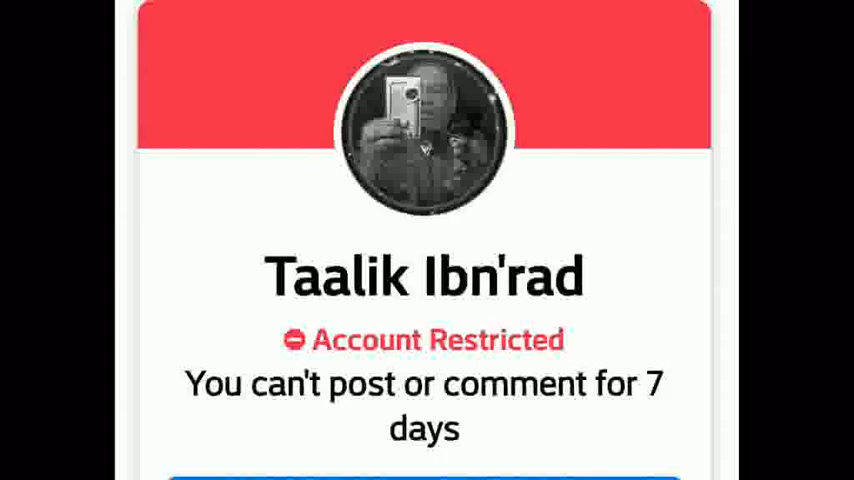 Taalik Ibn'rad
Account Restricted
You can't post or comment for 7
days